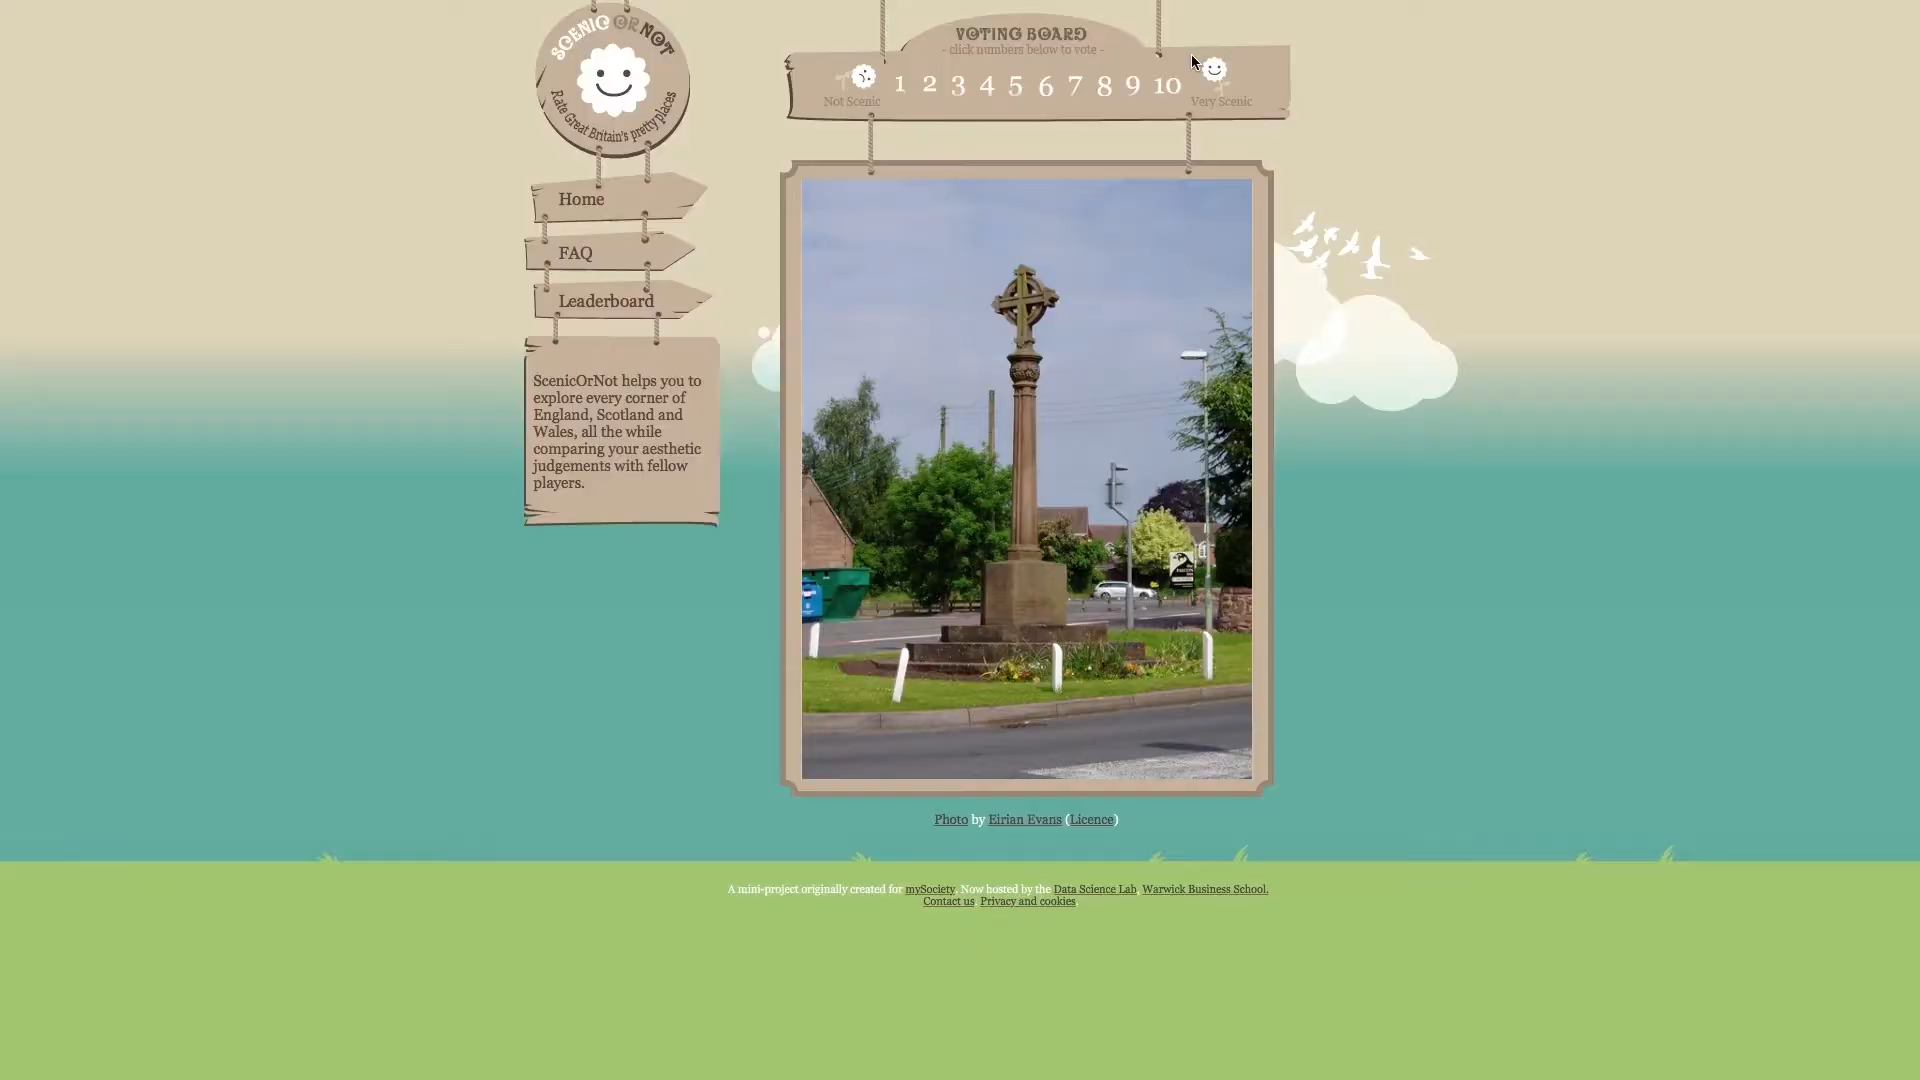 SCENIC OR NOT
Rate Great Britain's pretty places
Home
FAQ
Leaderboard
ScenicOrNot helps you to
explore every corner of
England, Scotland and
Wales, all the while
comparing your aesthetic
judgements with fellow
players.
VOTING BOARD
- click numbers below to vote -
1 2 3 4 5 6 7 8 9 10
Not Scenic
Very Scenic
Photo by Eirian Evans (Licence)
A mini-project originally created for mySociety. Now hosted by the Data Science Lab, Warwick Business School.
Contact us. Privacy and cookies.